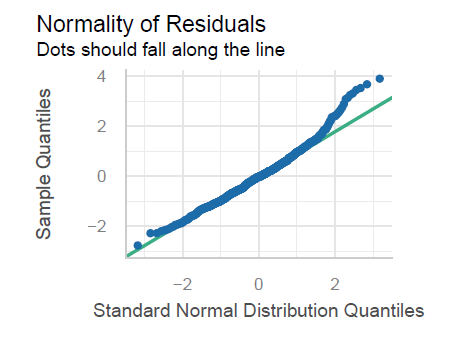 Normality of Residuals
Dots should fall along the line
4
2
0
−2
Sample Quantiles
−2 0 2
Standard Normal Distribution Quantiles